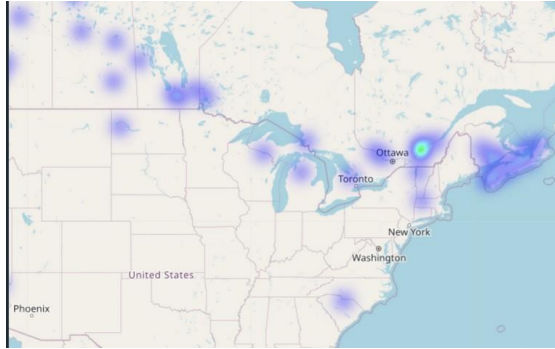 Ottawa
Toronto
New York
Washington
United States
Phoenix